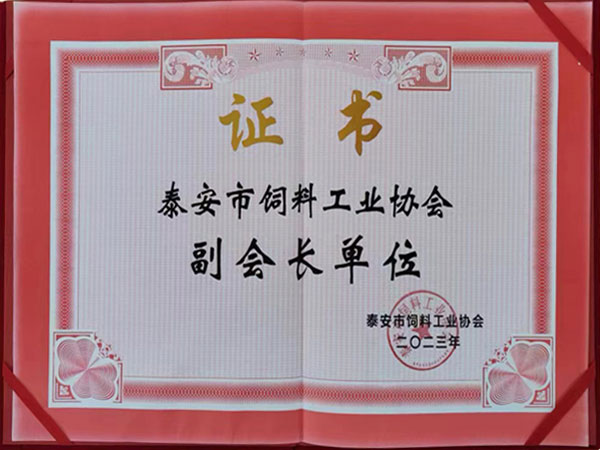 证书
泰安市饲料工业协会
副会长单位
泰安市饲料工业协会
二〇二三年